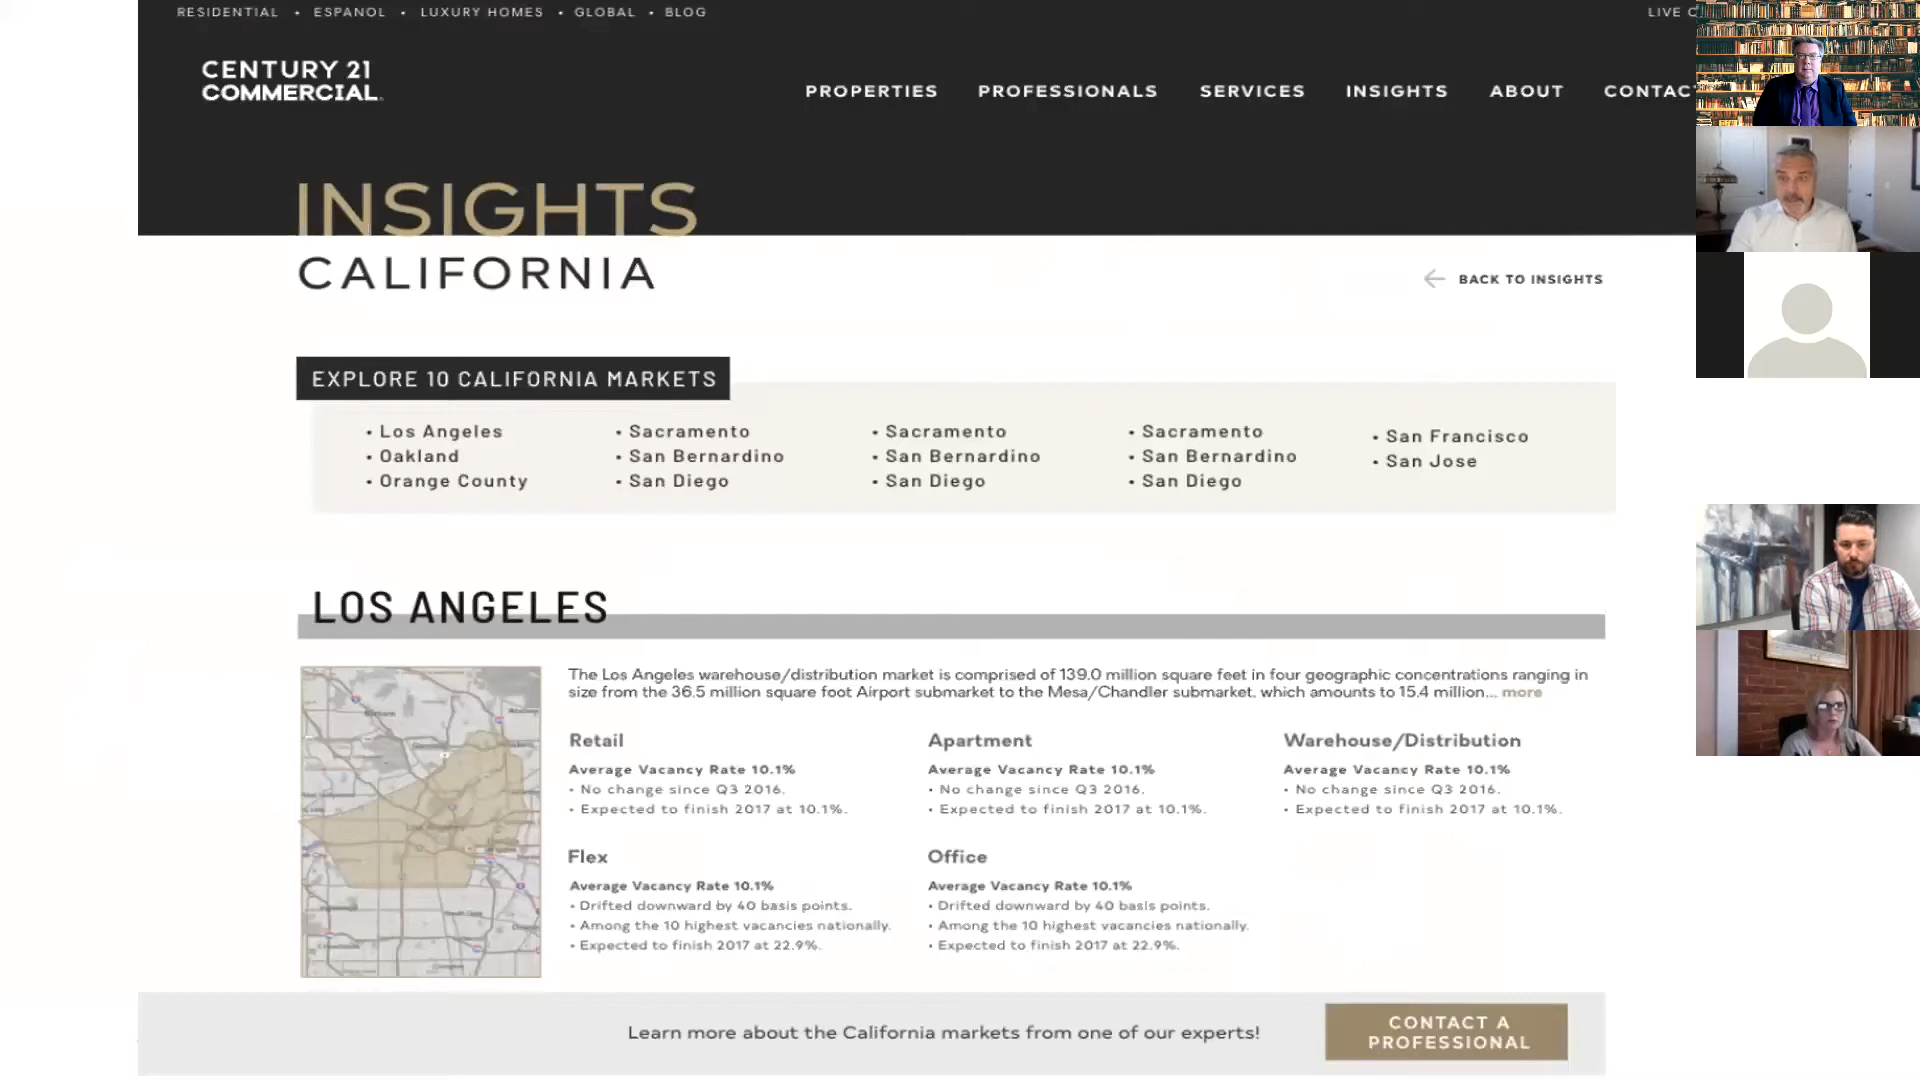 RESIDENTIAL • ESPANOL • LUXURY HOMES • GLOBAL • BLOG
LIVE
CENTURY 21
COMMERCIAL
PROPERTIES PROFESSIONALS SERVICES INSIGHTS ABOUT CONTAC
INSIGHTS
CALIFORNIA
BACK TO INSIGHTS
EXPLORE 10 CALIFORNIA MARKETS
• Los Angeles
• Oakland
• Orange County
• Sacramento
• San Bernardino
• San Diego
• Sacramento
• San Bernardino
• San Diego
• Sacramento
• San Bernardino
• San Diego
• San Francisco
• San Jose
LOS ANGELES
The Los Angeles warehouse/distribution market is comprised of 139.0 million square feet in four geographic concentrations ranging in
size from the 36.5 million square foot Airport submarket to the Mesa/Chandler submarket, which amounts to 15.4 million... more
Retail
Average Vacancy Rate 10.1%
• No change since Q3 2016.
• Expected to finish 2017 at 10.1%.
Apartment
Average Vacancy Rate 10.1%
• No change since Q3 2016.
• Expected to finish 2017 at 10.1%.
Warehouse/Distribution
Average Vacancy Rate 10.1%
• No change since Q3 2016.
• Expected to finish 2017 at 10.1%.
Flex
Average Vacancy Rate 10.1%
• Drifted downward by 40 basis points.
• Among the 10 highest vacancies nationally.
• Expected to finish 2017 at 22.9%.
Office
Average Vacancy Rate 10.1%
• Drifted downward by 40 basis points.
• Among the 10 highest vacancies nationally.
• Expected to finish 2017 at 22.9%.
Learn more about the California markets from one of our experts!
CONTACT A
PROFESSIONAL